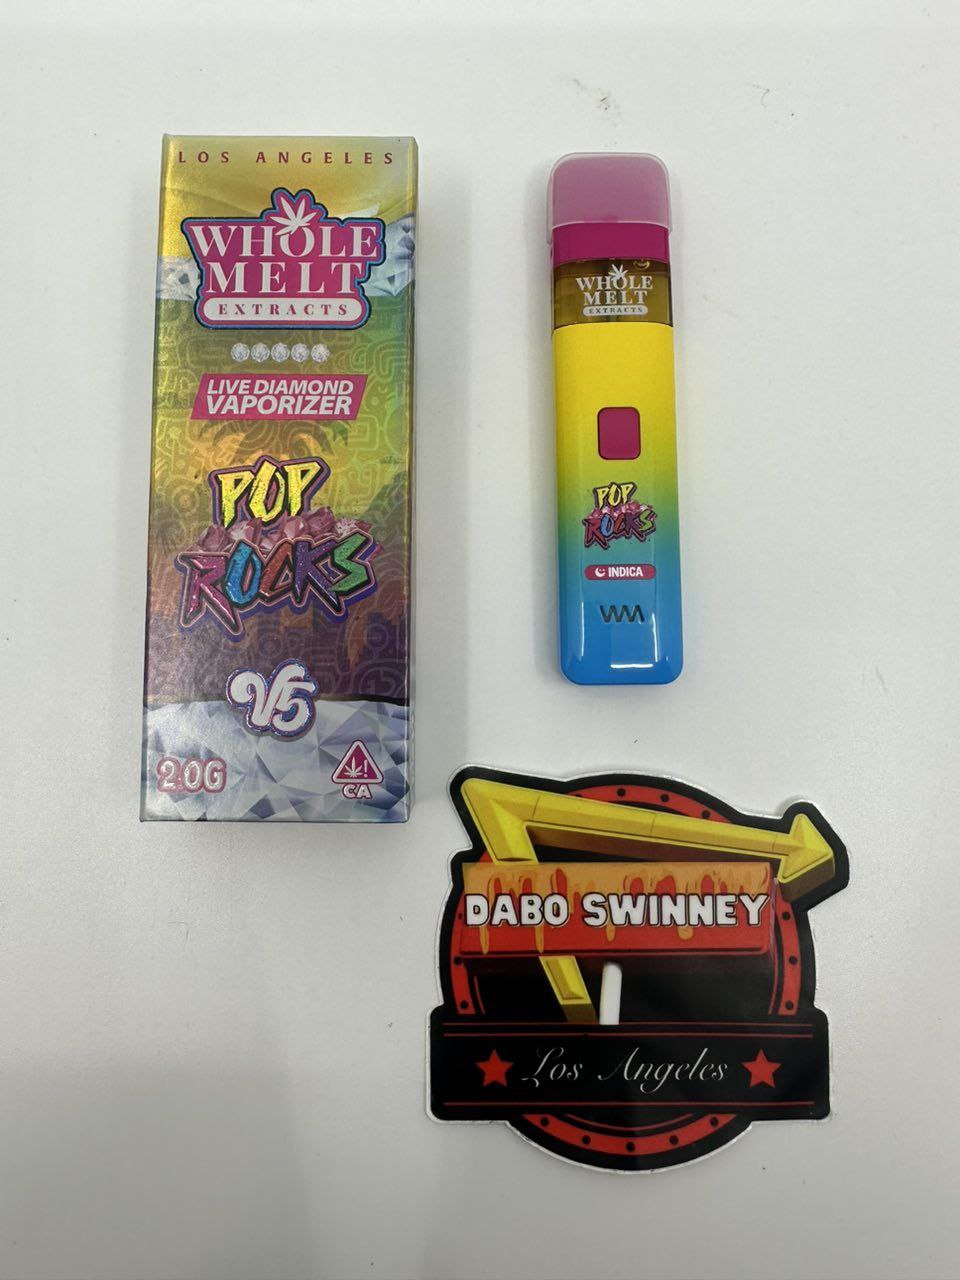 LOS ANGELES
WHOLE
MELT
EXTRACTS
LIVE DIAMOND
VAPORIZER
POP
ROCKS
V5
2.0G
!
CA
WHOLE
MELT
EXTRACTS
POP
ROCKS
INDICA
DABO SWINNEY
Los Angeles